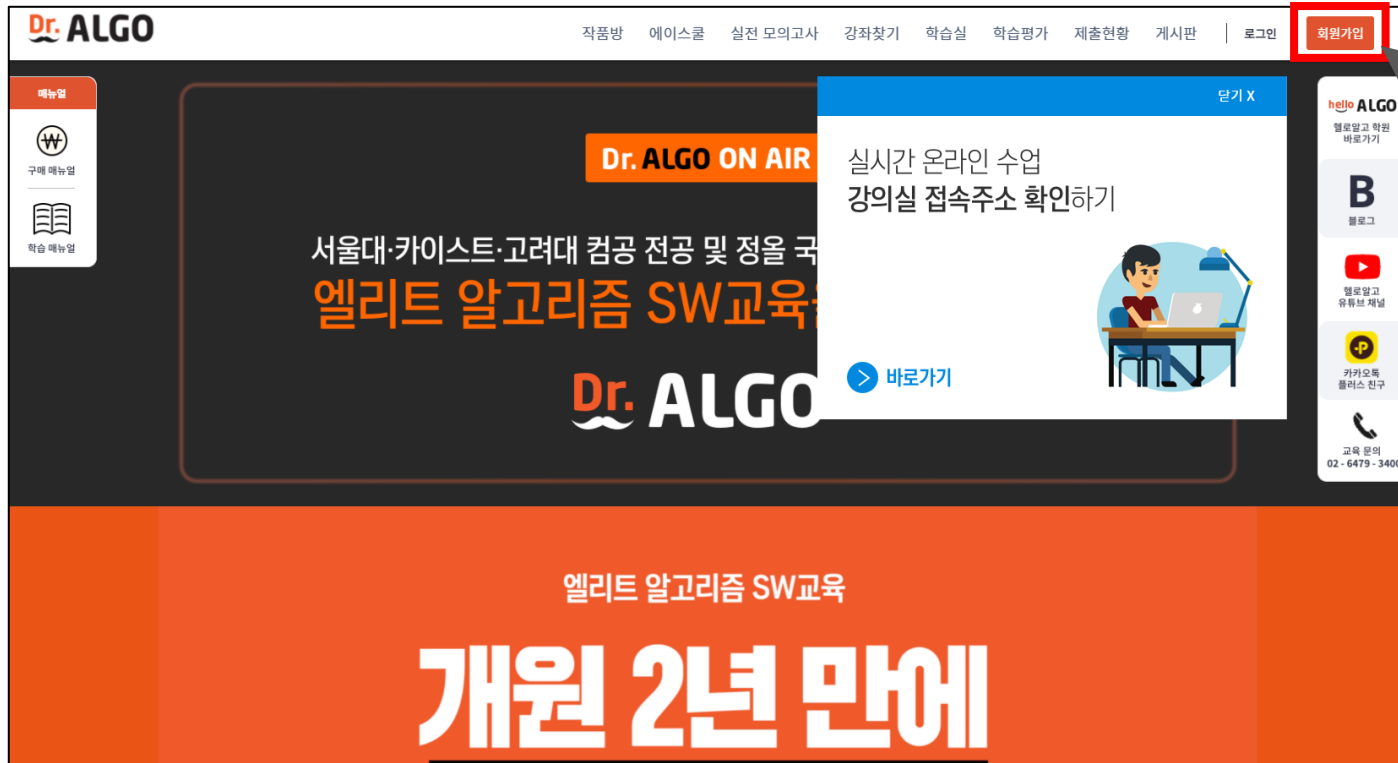 Dr. ALGO
작품방 에이스쿨 실전 모의고사 강좌찾기 학습실 학습평가 제출현황 게시판 로그인 회원가입
매뉴얼
구매 매뉴얼
학습 매뉴얼
Dr. ALGO ON AIR
서울대·카이스트·고려대 컴공 전공 및 정올 국
엘리트 알고리즘 SW교육
Dr. ALGO
닫기 X
실시간 온라인 수업
강의실 접속주소 확인하기
바로가기
hello ALGO
헬로알고 학원
바로가기
B
블로그
헬로알고
유튜브 채널
카카오톡
플러스 친구
교육 문의
02 - 6479 - 3400
엘리트 알고리즘 SW교육
개원 2년 만에